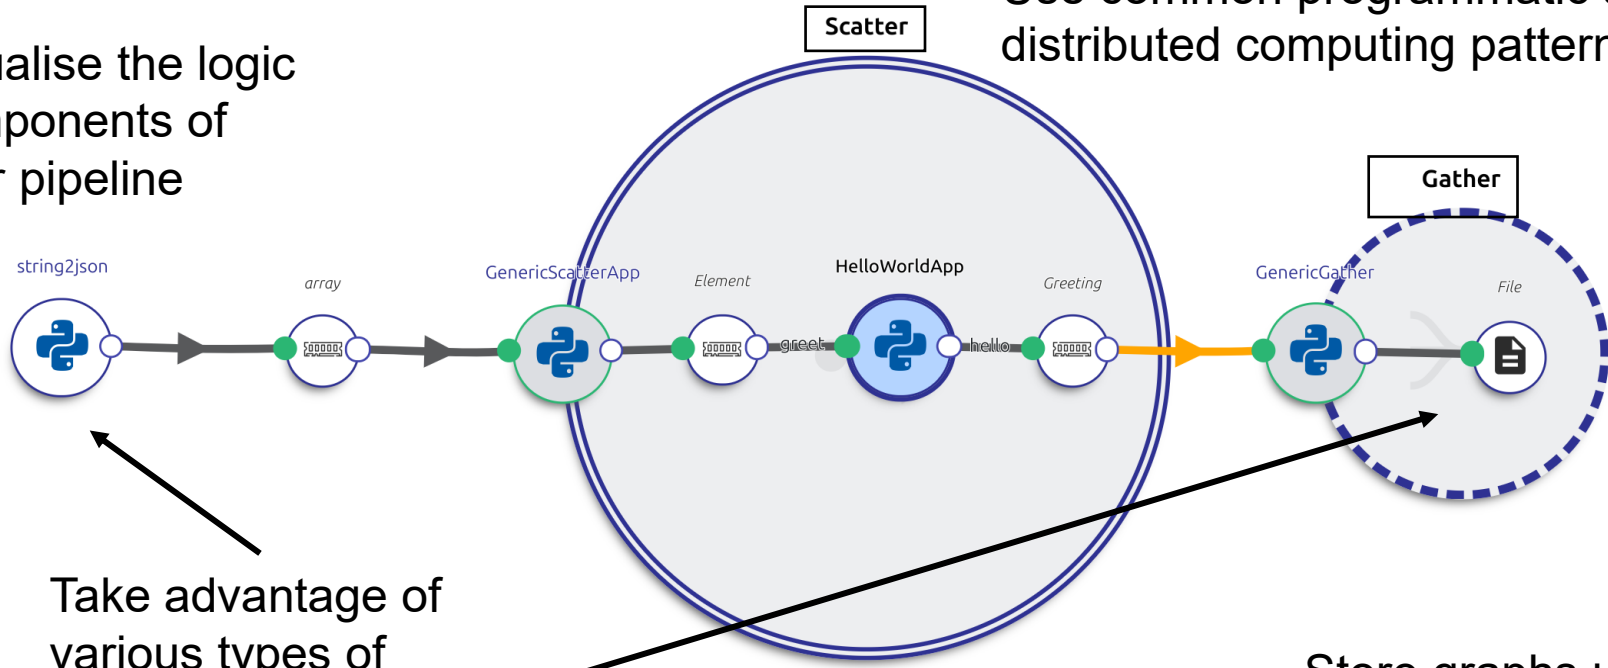 Scatter
distributed computing pattern
alise the logic
ponents of
pipeline
Gather
string2json
array
GenericScatterApp
Element
HelloWorldApp
Greeting
GenericGather
File
greet
hello
Take advantage of
various types of